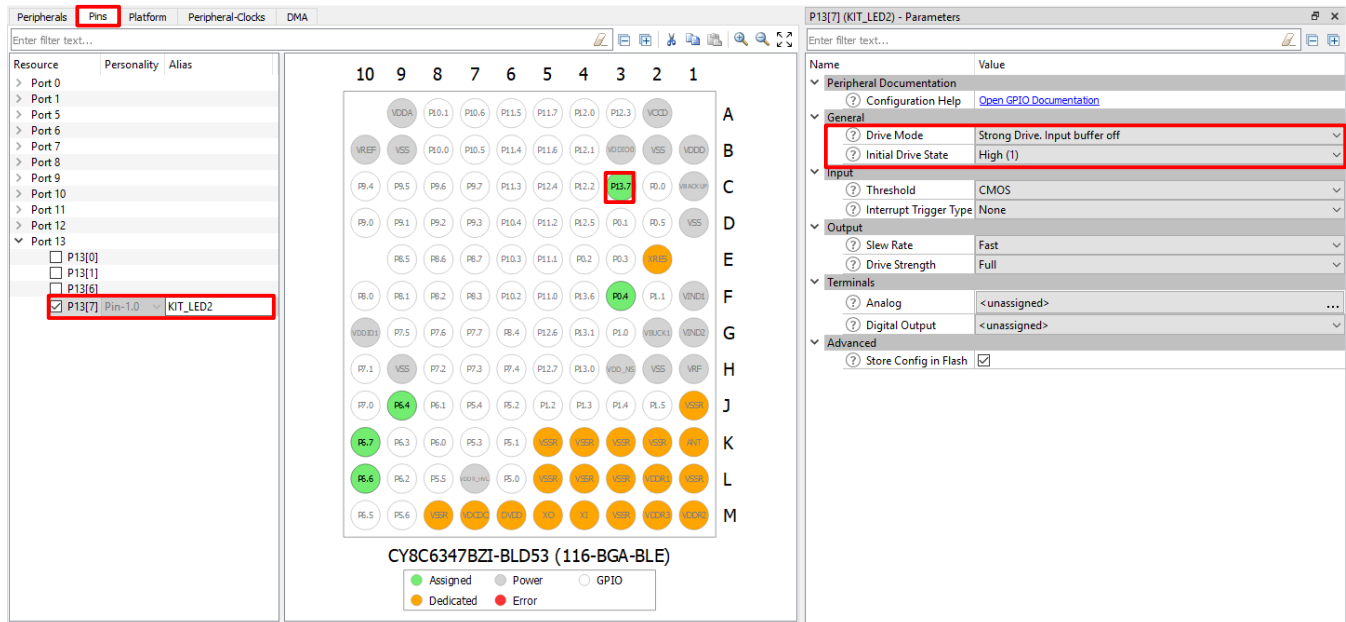 Peripherals Pins Platform Peripheral-Clocks DMA
Enter filter text...
Resource Personality Alias
Port 0
Port 1
Port 5
Port 6
Port 7
Port 8
Port 9
Port 10
Port 11
Port 12
Port 13
P13[0]
P13[1]
P13[6]
P13[7] Pin-1.0 KIT_LED2
10 9 8 7 6 5 4 3 2 1
VDDA P10.1 P10.6 P11.5 P11.7 P12.0 P12.3 VCCD A
VREF VSS P10.0 P10.5 P11.4 P11.6 P12.1 VDDIO0 VSS VDDD B
P9.4 P9.5 P9.6 P9.7 P11.3 P12.4 P12.2 P13.7 P0.0 VBACKUP C
P9.0 P9.1 P9.2 P9.3 P10.4 P11.2 P12.5 P0.1 P0.5 VSS D
P8.5 P8.6 P8.7 P10.3 P11.1 P0.2 P0.3 XRES E
P8.0 P8.1 P8.2 P8.3 P10.2 P11.0 P13.6 P0.4 P1.1 VIND1 F
VDDIO1 P7.5 P7.6 P7.7 P8.4 P12.6 P13.1 P1.0 VBUCK1 VIND2 G
P7.1 VSS P7.2 P7.3 P7.4 P12.7 P13.0 VDD_NS VSS VRF H
P7.0 P6.4 P6.1 P5.4 P5.2 P1.2 P1.3 P1.4 P1.5 VSSR J
P6.7 P6.3 P6.0 P5.3 P5.1 VSSR VSSR VSSR VSSR ANT K
P6.6 P6.2 P5.5 VDDR_HVL P5.0 VSSR VSSR VSSR VDDR1 VSSR L
P6.5 P5.6 VSSR VDCDC DVDD XO XI VSSR VDDR3 VDDR2 M
CY8C6347BZI-BLD53 (116-BGA-BLE)
Assigned Power GPIO
Dedicated Error
P13[7] (KIT_LED2) - Parameters
Enter filter text...
Name Value
Peripheral Documentation
Configuration Help Open GPIO Documentation
General
Drive Mode Strong Drive. Input buffer off
Initial Drive State High (1)
Input
Threshold CMOS
Interrupt Trigger Type None
Output
Slew Rate Fast
Drive Strength Full
Terminals
Analog <unassigned> ...
Digital Output <unassigned>
Advanced
Store Config in Flash